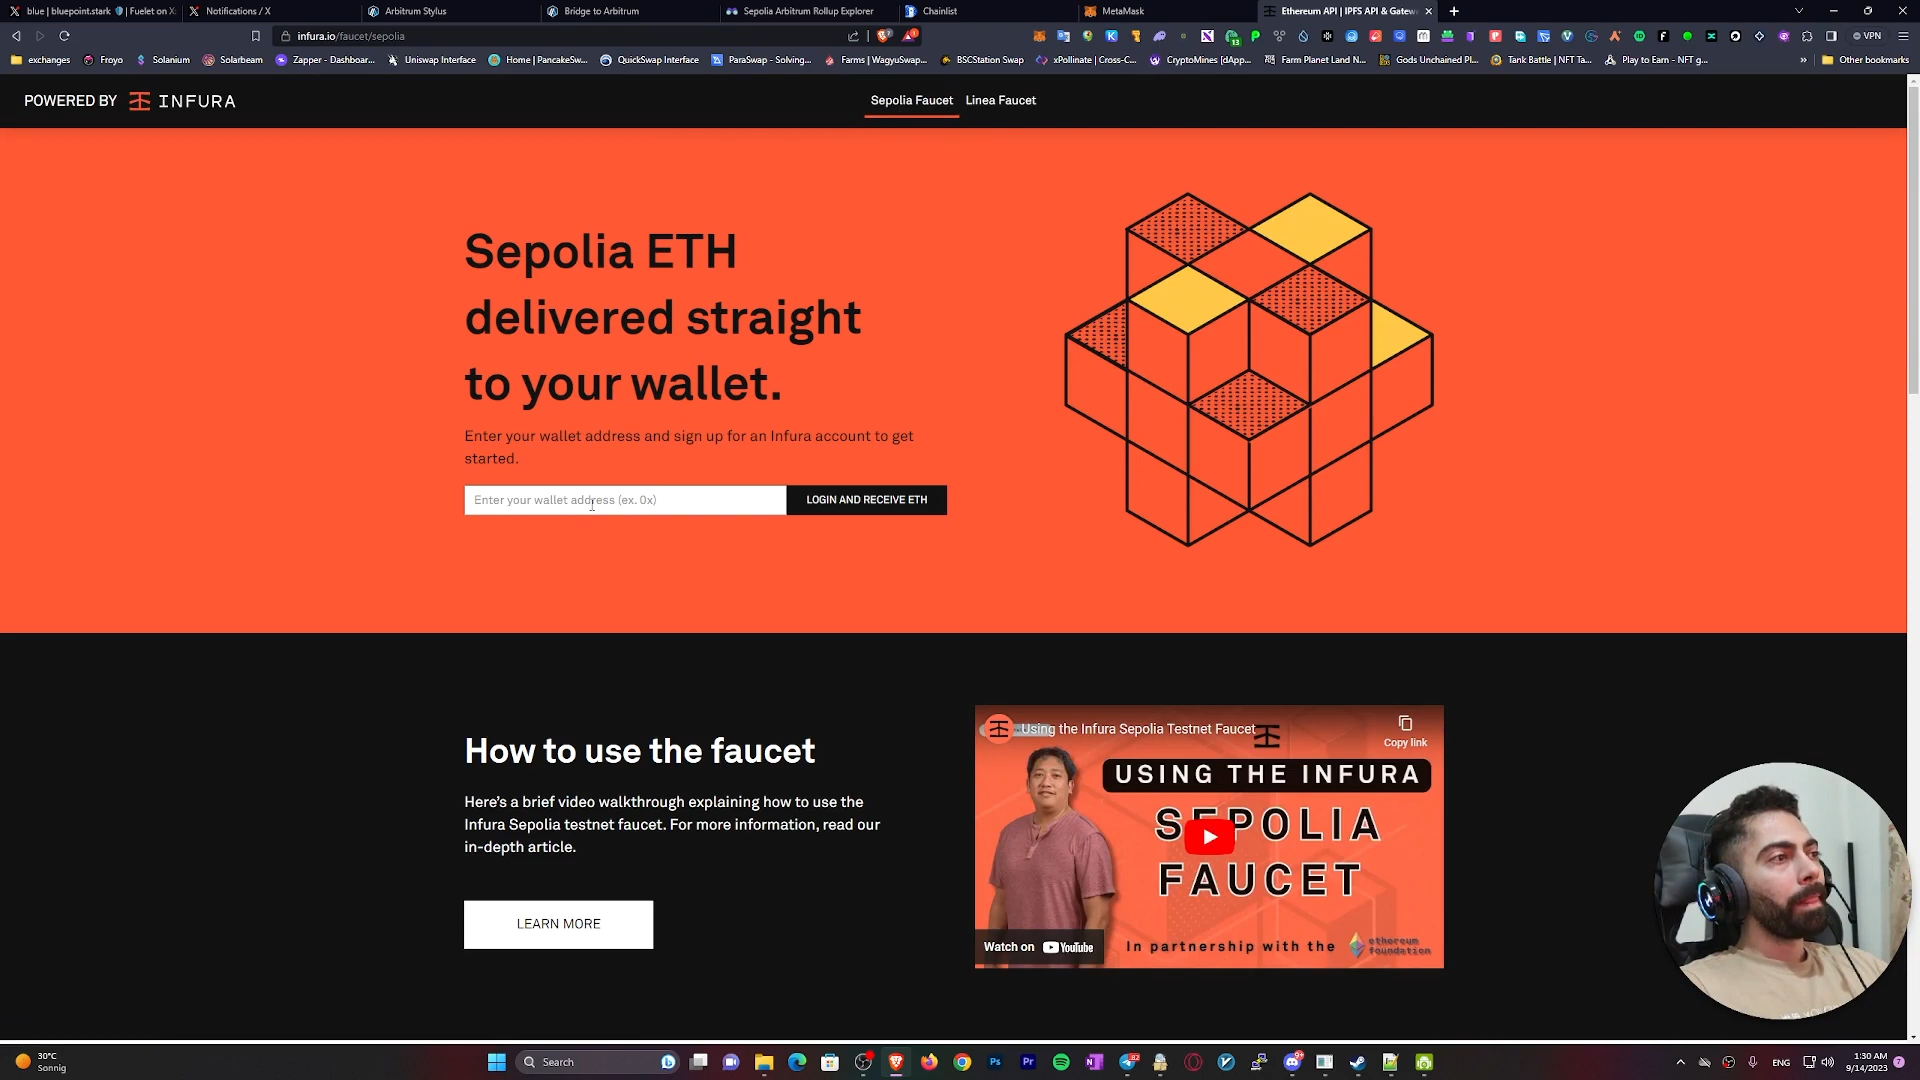 blue | bluepoint.stark
Fuelet on X:
Notifications / X
Arbitrum Stylus
Bridge to Arbitrum
Sepolia Arbitrum Rollup Explorer
Chainlist
MetaMask
Ethereum API | IPFS API & Gatew
infura.io/faucet/sepolia
VPN
exchanges
Froyo
Solanium
Solarbeam
Zapper - Dashboar...
Uniswap Interface
Home | PancakeSw...
QuickSwap Interface
ParaSwap - Solving...
Farms | WagyuSwap...
BSCStation Swap
xPollinate | Cross-C...
CryptoMines [dApp...
Farm Planet Land N...
Gods Unchained Pl...
Tank Battle | NFT Ta...
Play to Earn - NFT g...
»
Other bookmarks
POWERED BY
INFURA
Sepolia Faucet
Linea Faucet
Sepolia ETH
delivered straight
to your wallet.
Enter your wallet address and sign up for an Infura account to get
started.
Enter your wallet address (ex. 0x)
LOGIN AND RECEIVE ETH
How to use the faucet
Here's a brief video walkthrough explaining how to use the
Infura Sepolia testnet faucet. For more information, read our
in-depth article.
LEARN MORE
Using the Infura Sepolia Testnet Faucet
Copy link
USING THE INFURA
SEPOLIA
FAUCET
Watch on YouTube
In partnership with the
ethereum
foundation
30°C
Sonnig
Search
ENG
1:30 AM
9/14/2023